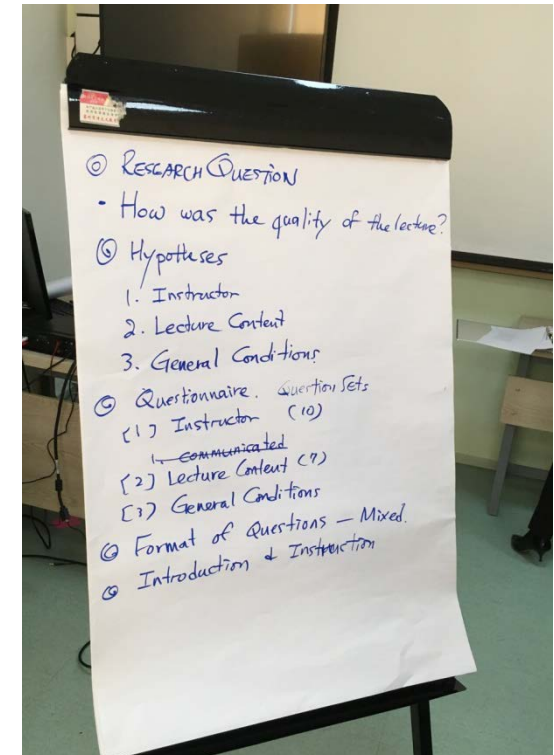 ◎ RESEARCH QUESTION
• How was the quality of the lecture?
◎ Hypotheses
1. Instructor
2. Lecture Content
3. General Conditions
◎ Questionnaire. Question Sets
[1] Instructor (10)
1. communicated
[2] Lecture Content (7)
[3] General Conditions
◎ Format of Questions — Mixed.
◎ Introduction & Instruction